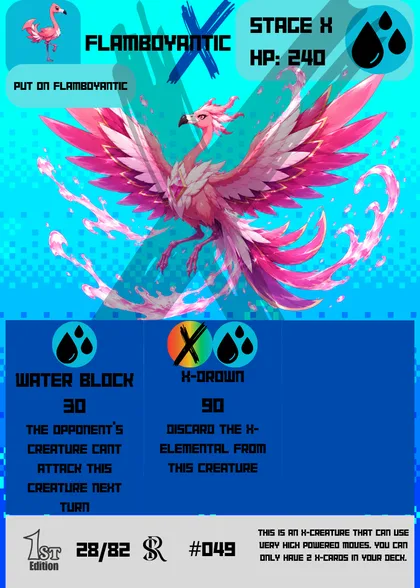 FLAMBOYANTIC X
STAGE X
HP: 240
PUT ON FLAMBOYANTIC
WATER BLOCK
30
THE OPPONENT'S
CREATURE CANT
ATTACK THIS
CREATURE NEXT
TURN
X
X-DROWN
90
DISCARD THE X-
ELEMENTAL FROM
THIS CREATURE
1ST
Edition
28/82
SR
#049
THIS IS AN X-CREATURE THAT CAN USE
VERY HIGH POWERED MOVES. YOU CAN
ONLY HAVE 2 X-CARDS IN YOUR DECK.